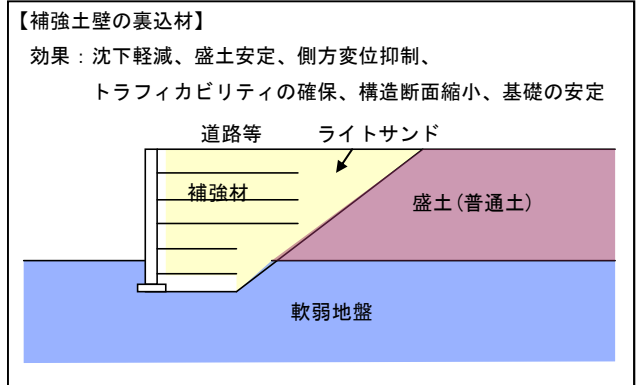 【補強土壁の裏込材】
効果：沈下軽減、盛土安定、側方変位抑制、
トラフィカビリティの確保、構造断面縮小、基礎の安定
道路等
ライトサンド
補強材
盛土(普通土)
軟弱地盤